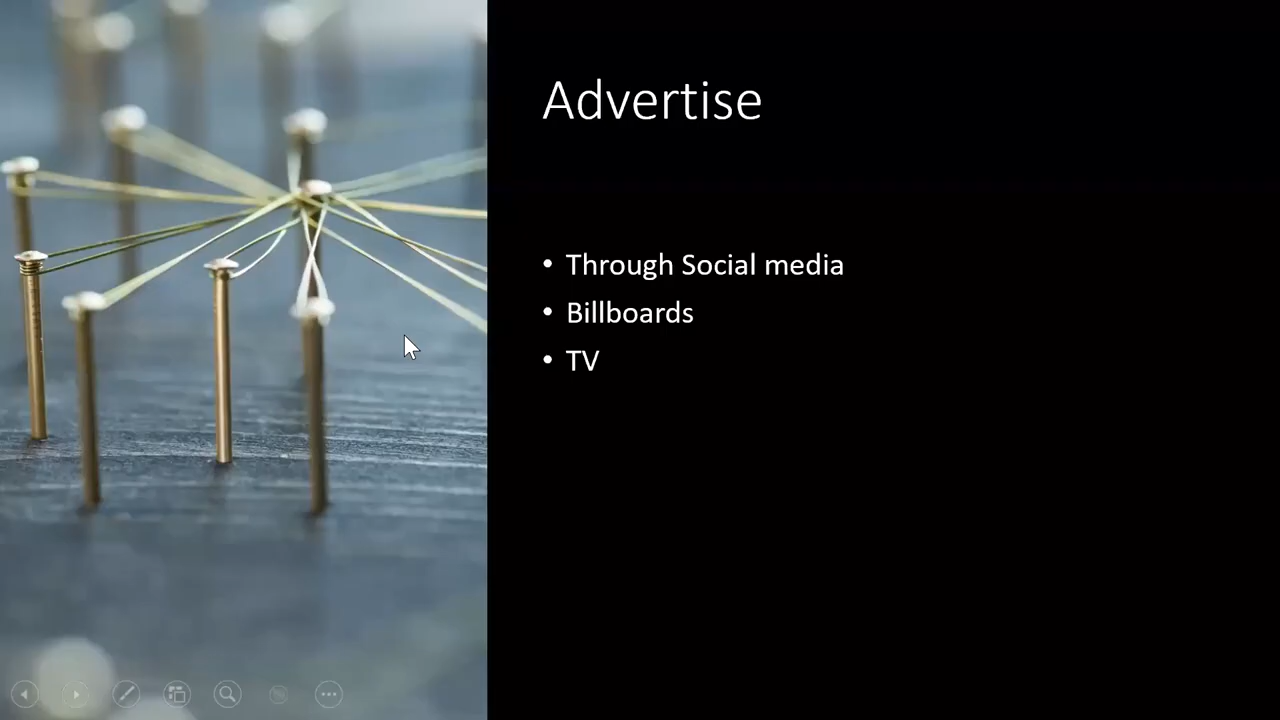 Advertise
• Through Social media
• Billboards
• TV